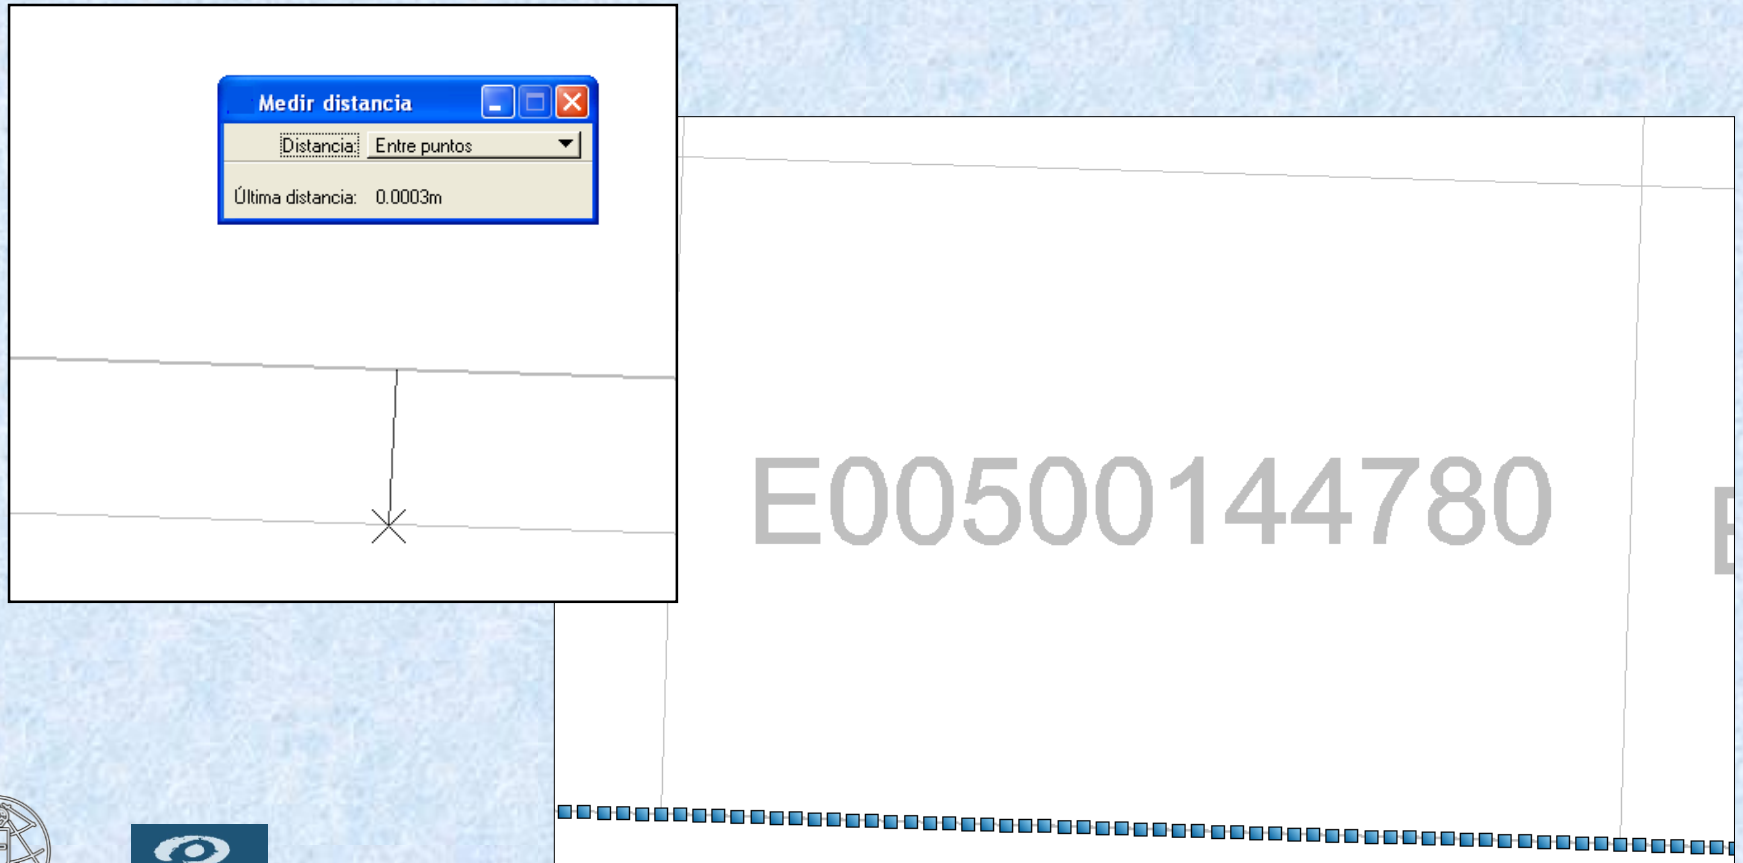 Medir distancia
Distancia: Entre puntos
Última distancia: 0.0003m
E00500144780